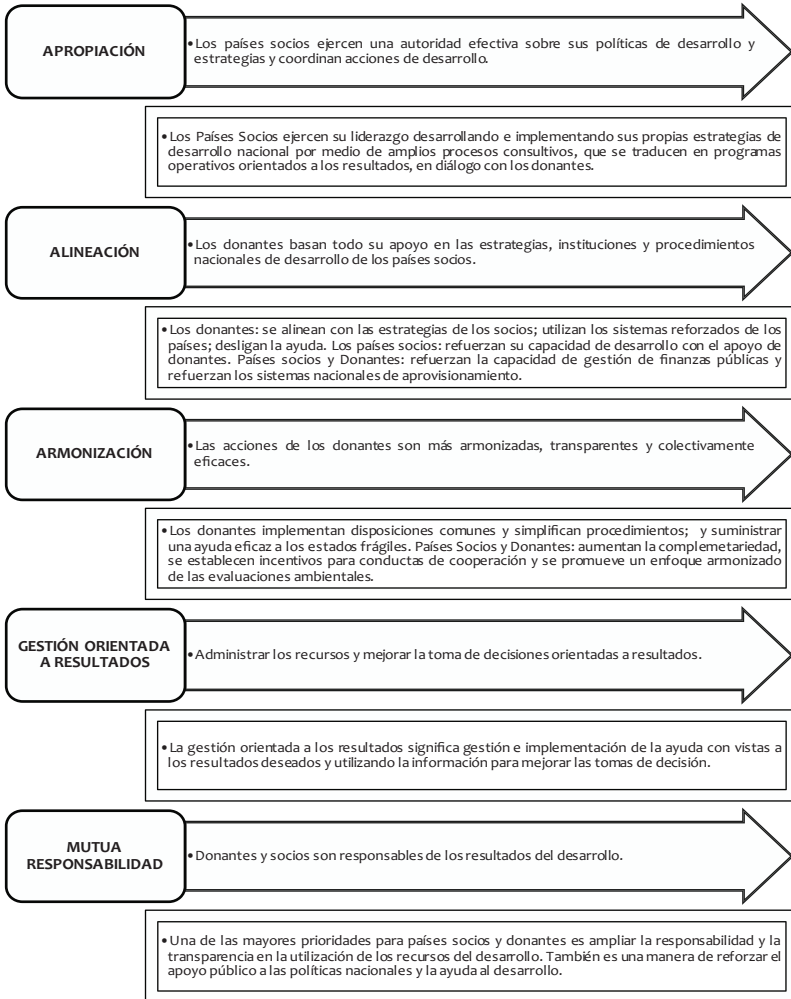 APROPIACIÓN
•Los países socios ejercen una autoridad efectiva sobre sus políticas de desarrollo y
estrategias y coordinan acciones de desarrollo.
•Los Países Socios ejercen su liderazgo desarrollando e implementando sus propias estrategias de
desarrollo nacional por medio de amplios procesos consultivos, que se traducen en programas
operativos orientados a los resultados, en diálogo con los donantes.
ALINEACIÓN
•Los donantes basan todo su apoyo en las estrategias, instituciones y procedimientos
nacionales de desarrollo de los países socios.
•Los donantes: se alinean con las estrategias de los socios; utilizan los sistemas reforzados de los
países; desligan la ayuda. Los países socios: refuerzan su capacidad de desarrollo con el apoyo de
donantes. Países socios y Donantes: refuerzan la capacidad de gestión de finanzas públicas y
refuerzan los sistemas nacionales de aprovisionamiento.
ARMONIZACIÓN
•Las acciones de los donantes son más armonizadas, transparentes y colectivamente
eficaces.
•Los donantes implementan disposiciones comunes y simplifican procedimientos; y suministrar
una ayuda eficaz a los estados frágiles. Países Socios y Donantes: aumentan la complemetariedad,
se establecen incentivos para conductas de cooperación y se promueve un enfoque armonizado
de las evaluaciones ambientales.
GESTIÓN ORIENTADA
A RESULTADOS
•Administrar los recursos y mejorar la toma de decisiones orientadas a resultados.
•La gestión orientada a los resultados significa gestión e implementación de la ayuda con vistas a
los resultados deseados y utilizando la información para mejorar las tomas de decisión.
MUTUA
RESPONSABILIDAD
•Donantes y socios son responsables de los resultados del desarrollo.
•Una de las mayores prioridades para países socios y donantes es ampliar la responsabilidad y la
transparencia en la utilización de los recursos del desarrollo. También es una manera de reforzar el
apoyo público a las políticas nacionales y la ayuda al desarrollo.